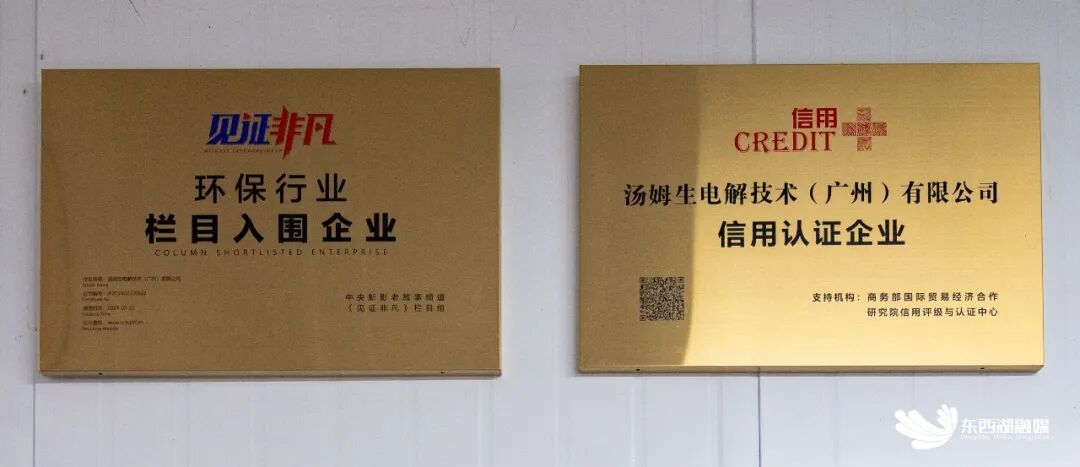 见证非凡
环保行业
栏目入围企业
COLUMN SHORTLISTED ENTERPRISE
中央新影老故事频道
《见证非凡》栏目组
信用
CREDIT
汤姆生电解技术（广州）有限公司
信用认证企业
支持机构：商务部国际贸易经济合作
研究院信用评级与认证中心
东西湖融媒